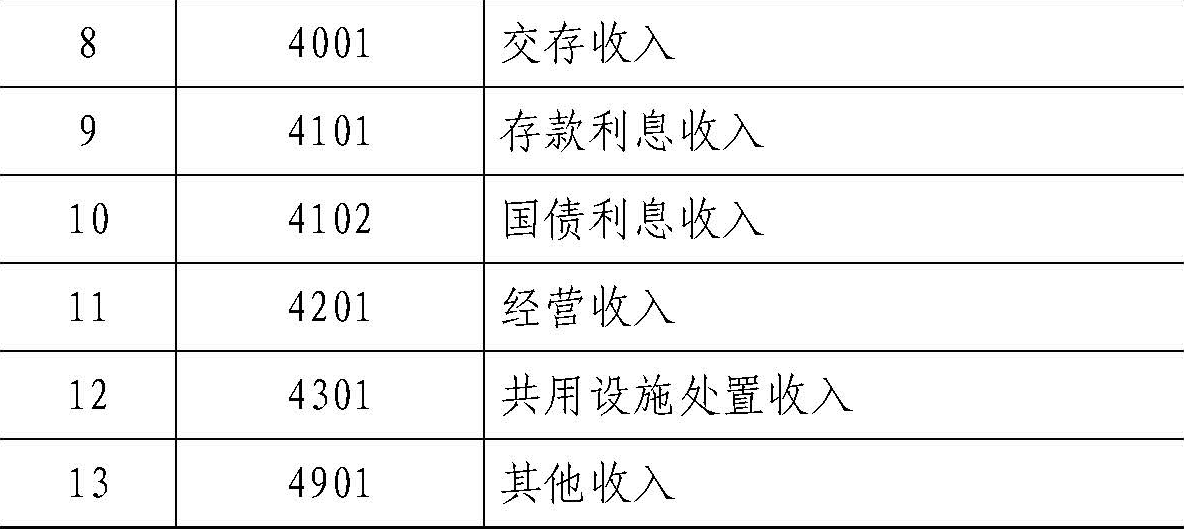 8 4001 交存收入
9 4101 存款利息收入
10 4102 国债利息收入
11 4201 经营收入
12 4301 共用设施处置收入
13 4901 其他收入